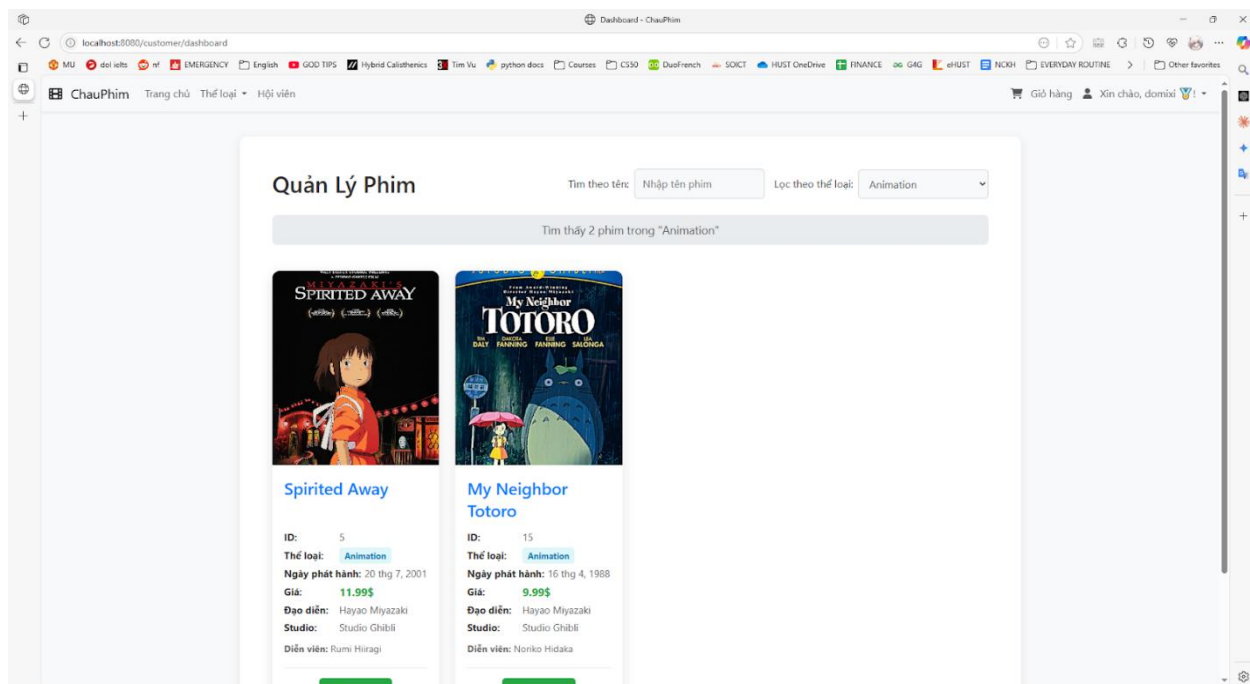 Dashboard - ChauPhim
localhost:8080/customer/dashboard
MU dol ielts nf EMERGENCY English GOD TIPS Hybrid Calisthenics Tim Vu python docs Courses CS50 DuoFrench SOICT HUST OneDrive FINANCE G4G eHUST NCKH EVERYDAY ROUTINE Other favorites
ChauPhim Trang chủ Thể loại Hội viên Giỏ hàng Xin chào, domixi !
Quản Lý Phim Tìm theo tên: Nhập tên phim Lọc theo thể loại: Animation
Tìm thấy 2 phim trong "Animation"
MIYAZAKI'S
SPIRITED AWAY
From Award-Winning
Director Hayao Miyazaki
My Neighbor
TOTORO
TIM DALY DAKOTA FANNING ELLE FANNING LEA SALONGA
Spirited Away
ID: 5
Thể loại: Animation
Ngày phát hành: 20 thg 7, 2001
Giá: 11.99$
Đạo diễn: Hayao Miyazaki
Studio: Studio Ghibli
Diễn viên: Rumi Hiiragi
My Neighbor
Totoro
ID: 15
Thể loại: Animation
Ngày phát hành: 16 thg 4, 1988
Giá: 9.99$
Đạo diễn: Hayao Miyazaki
Studio: Studio Ghibli
Diễn viên: Noriko Hidaka